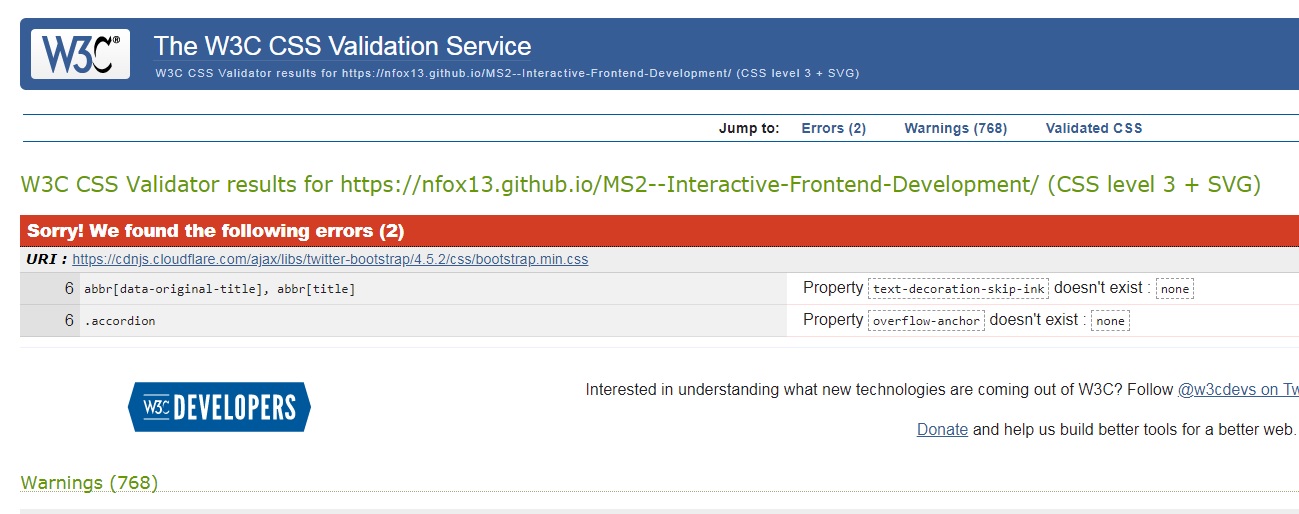 W3C® The W3C CSS Validation Service
W3C CSS Validator results for https://nfox13.github.io/MS2--Interactive-Frontend-Development/ (CSS level 3 + SVG)
Jump to: Errors (2) Warnings (768) Validated CSS
W3C CSS Validator results for https://nfox13.github.io/MS2--Interactive-Frontend-Development/ (CSS level 3 + SVG)
Sorry! We found the following errors (2)
URI : https://cdnjs.cloudflare.com/ajax/libs/twitter-bootstrap/4.5.2/css/bootstrap.min.css
6 abbr[data-original-title], abbr[title] Property text-decoration-skip-ink doesn't exist : none
6 .accordion Property overflow-anchor doesn't exist : none
Interested in understanding what new technologies are coming out of W3C? Follow @w3cdevs on Tw
W3C DEVELOPERS
Donate and help us build better tools for a better web.
Warnings (768)